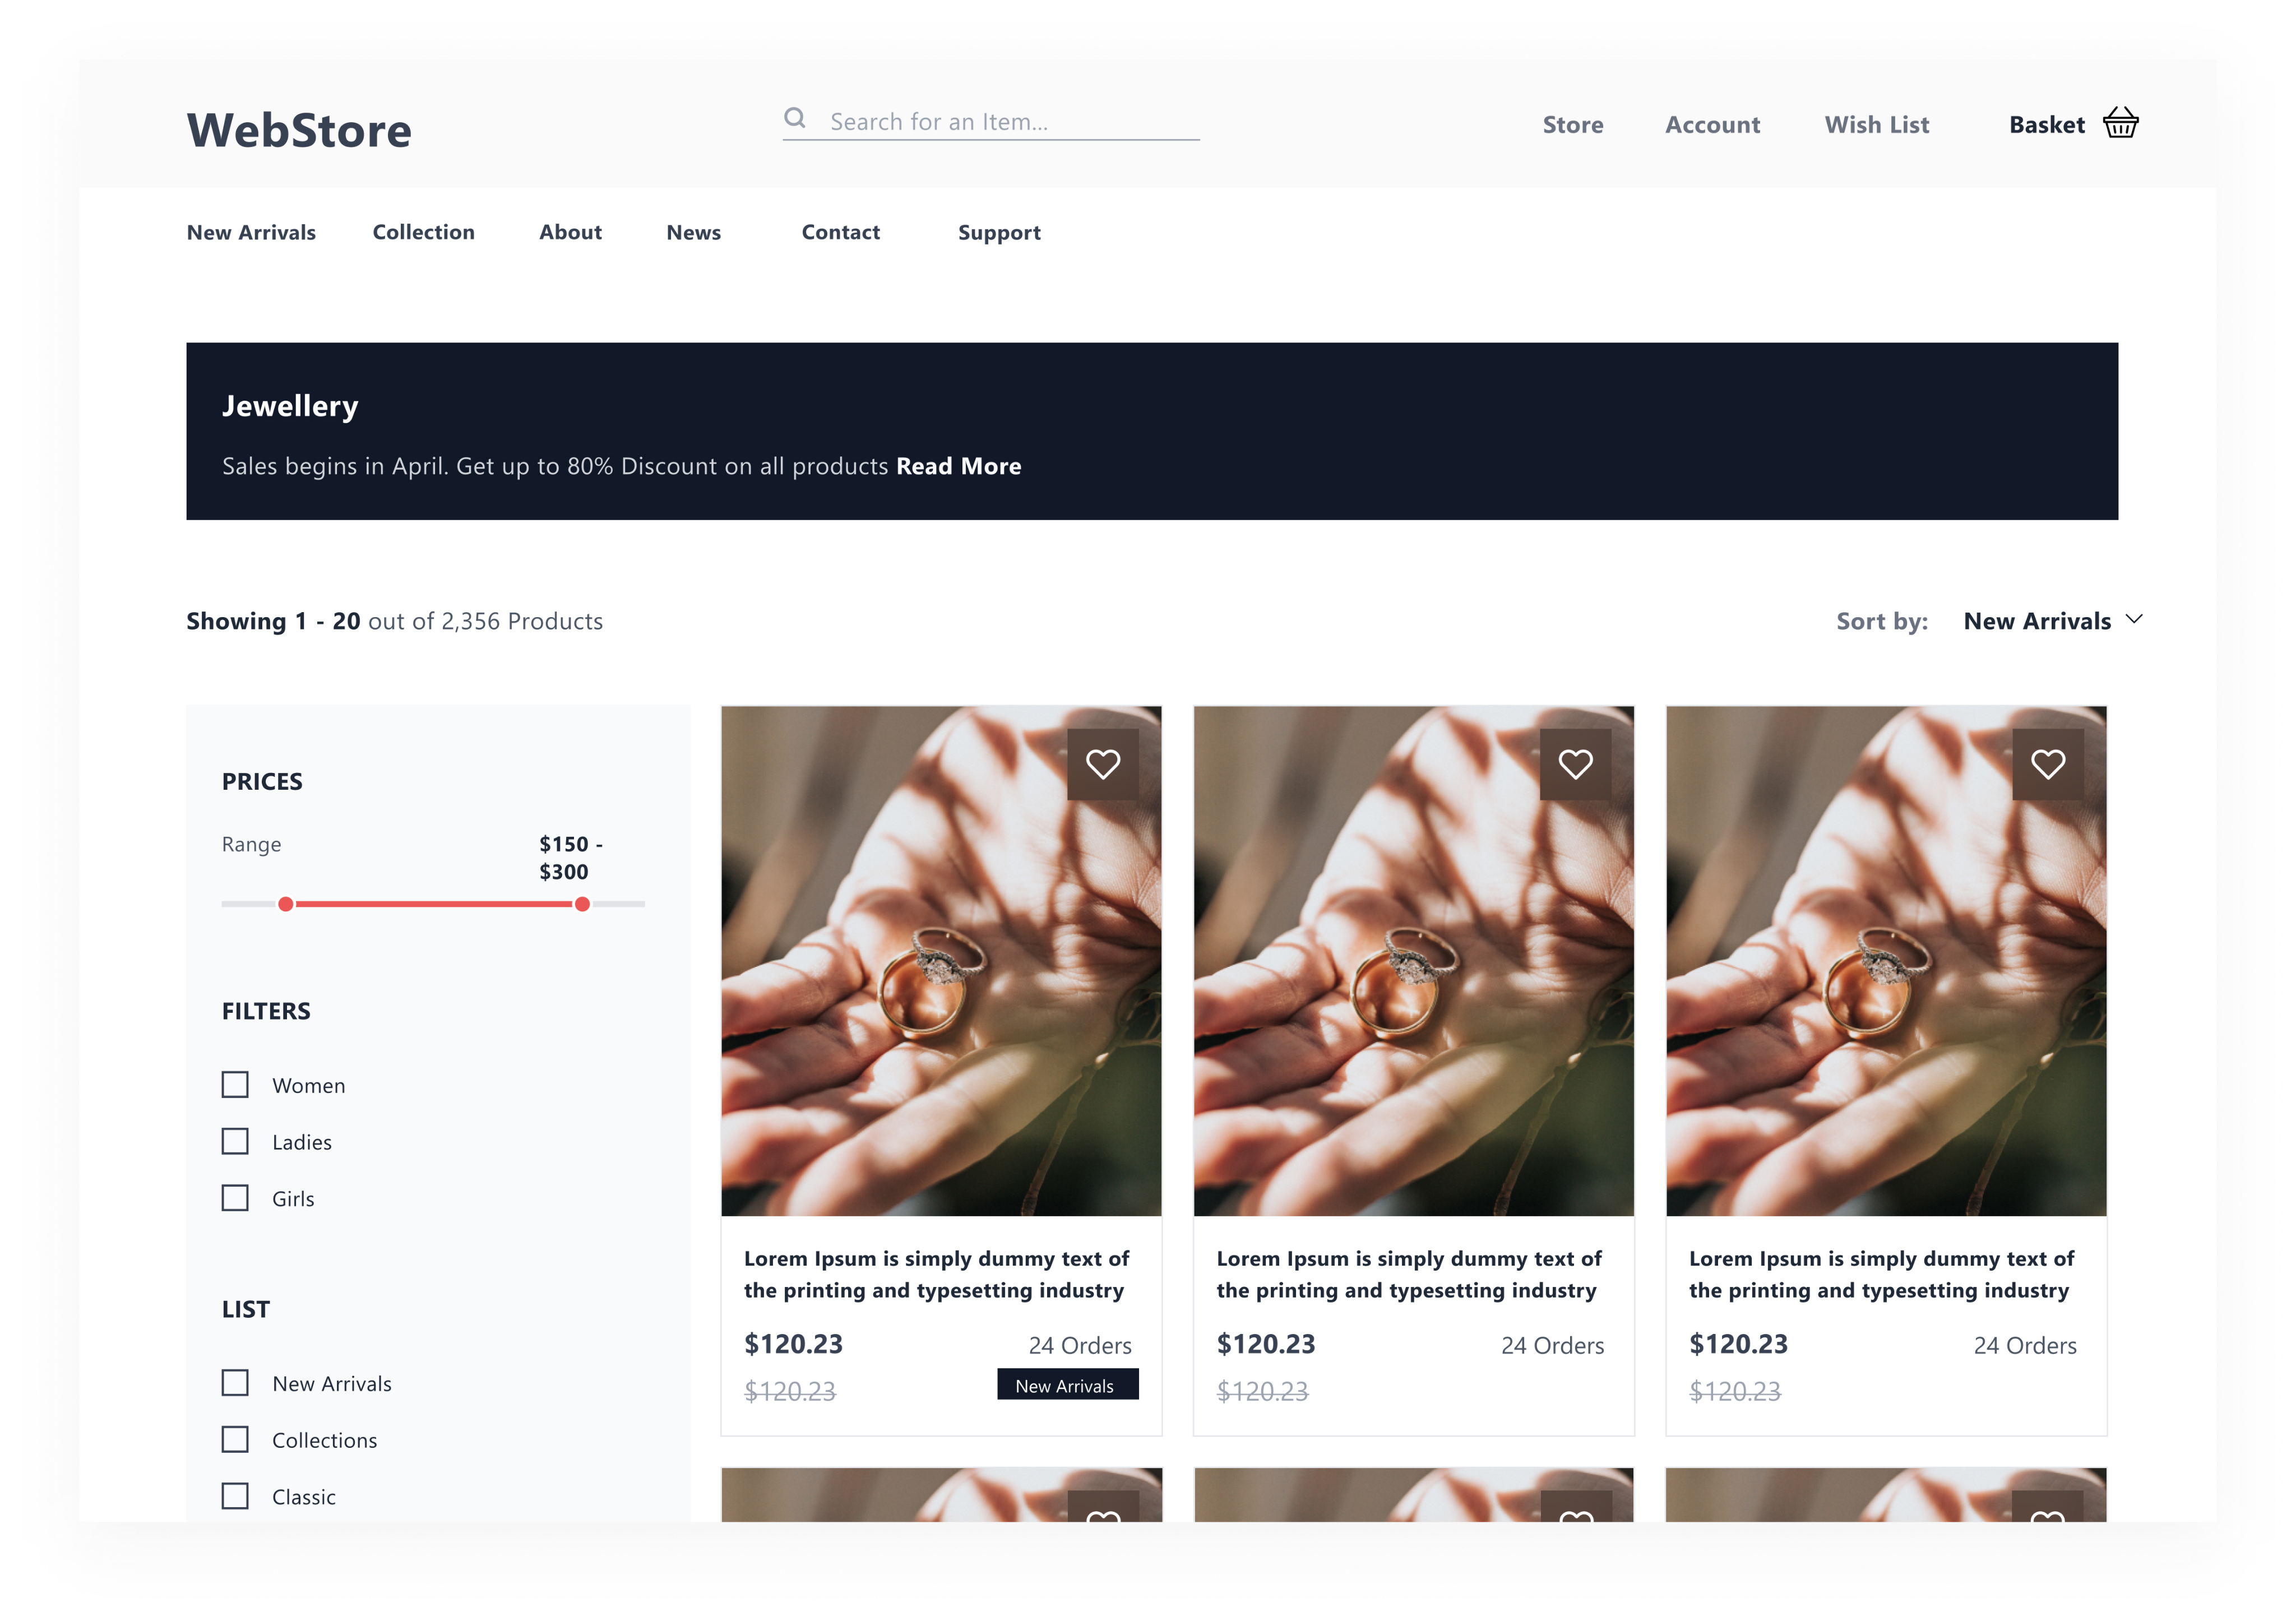 WebStore
Search for an Item...
Store Account Wish List Basket
New Arrivals Collection About News Contact Support
Jewellery
Sales begins in April. Get up to 80% Discount on all products Read More
Showing 1 - 20 out of 2,356 Products
Sort by: New Arrivals
PRICES
Range $150 -
$300
FILTERS
Women
Ladies
Girls
LIST
New Arrivals
Collections
Classic
Lorem Ipsum is simply dummy text of
the printing and typesetting industry
$120.23 24 Orders
$120.23 New Arrivals
Lorem Ipsum is simply dummy text of
the printing and typesetting industry
$120.23 24 Orders
$120.23
Lorem Ipsum is simply dummy text of
the printing and typesetting industry
$120.23 24 Orders
$120.23